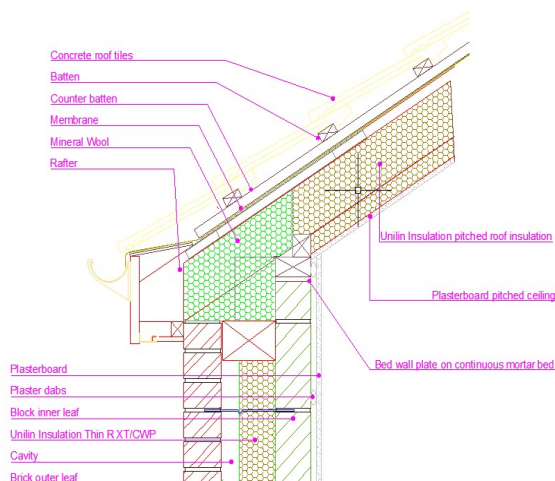 Concrete roof tiles
Batten
Counter batten
Membrane
Mineral Wool
Rafter
Unilin Insulation pitched roof insulation
Plasterboard pitched ceiling
Bed wall plate on continuous mortar bed
Plasterboard
Plaster dabs
Block inner leaf
Unilin Insulation Thin R XT/CWP
Cavity
Brick outer leaf